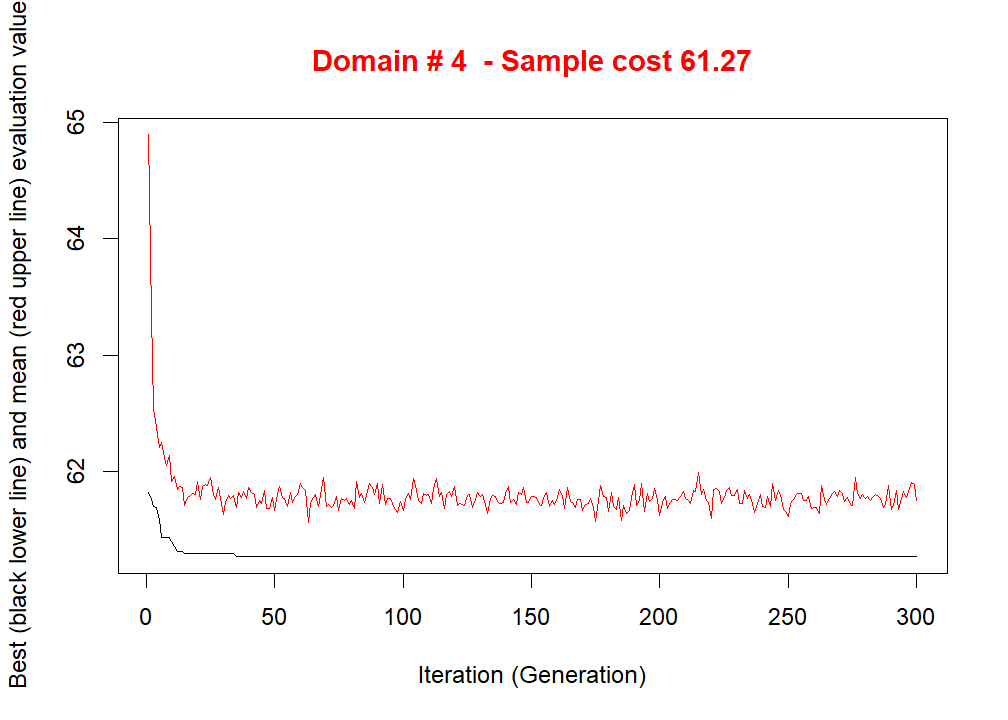 Domain # 4  - Sample cost 61.27
Best (black lower line) and mean (red upper line) evaluation value
65
64
63
62
0 50 100 150 200 250 300
Iteration (Generation)